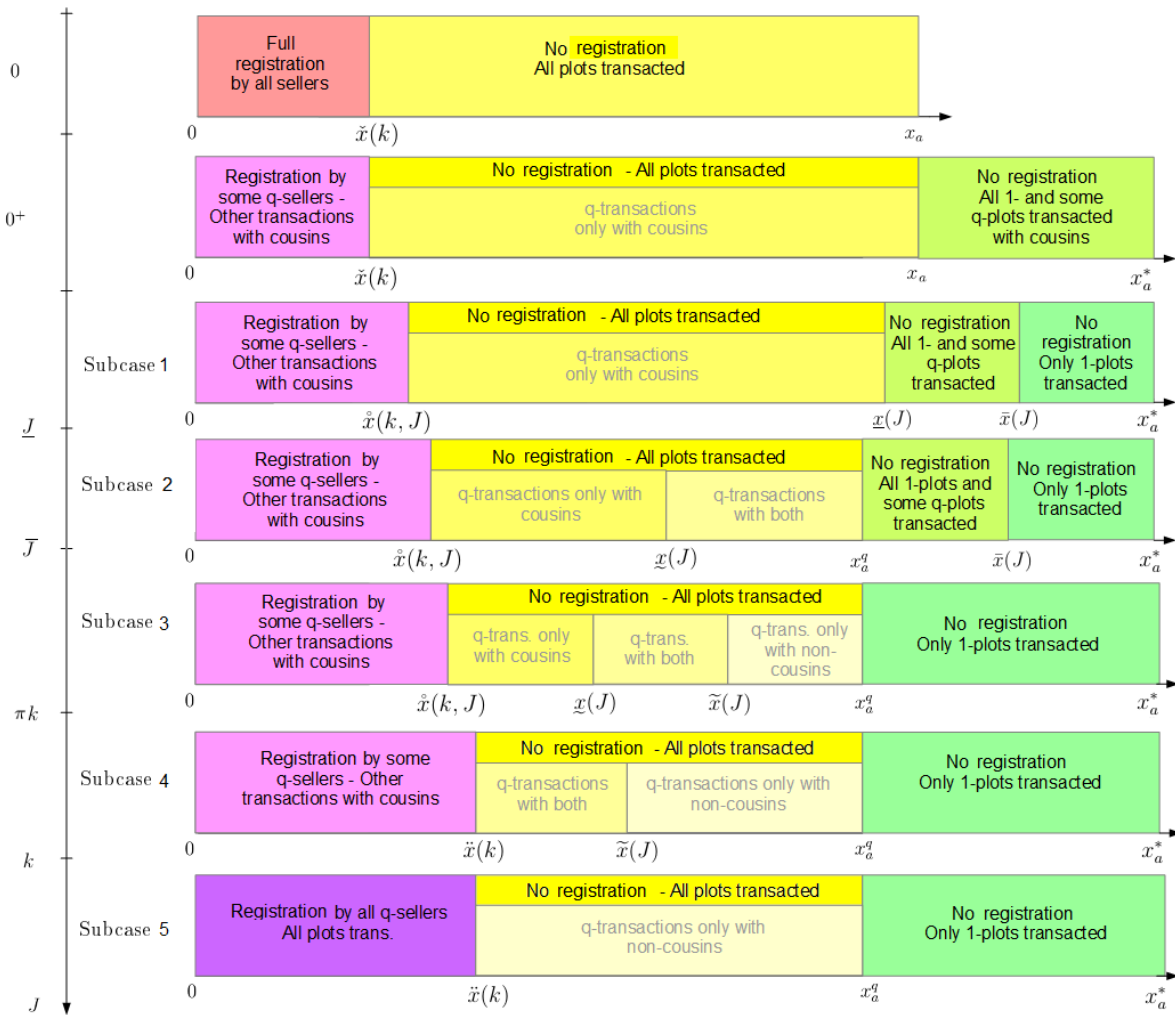 Full
registration
by all sellers
No registration
All plots transacted
0
0
x̌(k)
x_a
Registration by
some q-sellers -
Other transactions
with cousins
No registration - All plots transacted
q-transactions
only with cousins
No registration
All 1- and some
q-plots transacted
with cousins
0⁺
0
x̌(k)
x_a
x_a^*
Subcase 1
Registration by
some q-sellers -
Other transactions
with cousins
No registration - All plots transacted
q-transactions
only with cousins
No registration
All 1- and some
q-plots
transacted
No
registration
Only 1-plots
transacted
0
x̊(k, J)
x̲(J)
x̄(J)
x_a^*
J̲
Subcase 2
Registration by
some q-sellers -
Other transactions
with cousins
No registration - All plots transacted
q-transactions only with
cousins
q-transactions
with both
No registration
All 1-plots and
some q-plots
transacted
No registration
Only 1-plots
transacted
0
x̊(k, J)
x̰(J)
x_a^q
x̄(J)
x_a^*
J̅
Subcase 3
Registration by
some q-sellers -
Other transactions
with cousins
No registration - All plots transacted
q-trans. only
with cousins
q-trans.
with both
q-trans. only
with non-
cousins
No registration
Only 1-plots transacted
0
x̊(k, J)
x̰(J)
x̃(J)
x_a^q
x_a^*
πk
Subcase 4
Registration by some
q-sellers - Other
transactions with cousins
No registration - All plots transacted
q-transactions
with both
q-transactions only with
non-cousins
No registration
Only 1-plots transacted
0
ẍ(k)
x̃(J)
x_a^q
x_a^*
k
Subcase 5
Registration by all q-sellers
All plots trans.
No registration - All plots transacted
q-transactions only with
non-cousins
No registration
Only 1-plots transacted
0
ẍ(k)
x_a^q
x_a^*
J